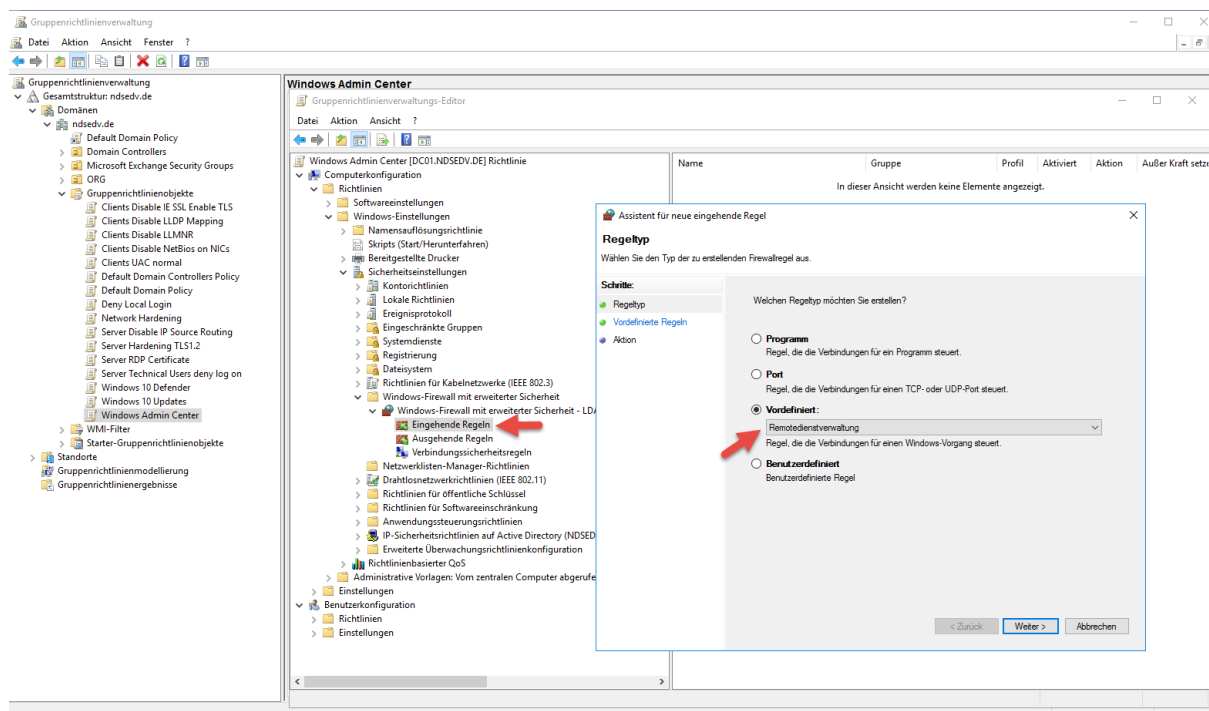 Gruppenrichtlinienverwaltung
Datei Aktion Ansicht Fenster ?
Gruppenrichtlinienverwaltung
Gesamtstruktur: ndsedv.de
Domänen
ndsedv.de
Default Domain Policy
Domain Controllers
Microsoft Exchange Security Groups
ORG
Gruppenrichtlinienobjekte
Clients Disable IE SSL Enable TLS
Clients Disable LLDP Mapping
Clients Disable LLMNR
Clients Disable NetBios on NICs
Clients UAC normal
Default Domain Controllers Policy
Default Domain Policy
Deny Local Login
Network Hardening
Server Disable IP Source Routing
Server Hardening TLS1.2
Server RDP Certificate
Server Technical Users deny log on
Windows 10 Defender
Windows 10 Updates
Windows Admin Center
WMI-Filter
Starter-Gruppenrichtlinienobjekte
Standorte
Gruppenrichtlinienmodellierung
Gruppenrichtlinienergebnisse
Windows Admin Center
Gruppenrichtlinienverwaltungs-Editor
Datei Aktion Ansicht ?
Windows Admin Center [DC01.NDSEDV.DE] Richtlinie
Computerkonfiguration
Richtlinien
Softwareeinstellungen
Windows-Einstellungen
Namensauflösungsrichtlinie
Skripts (Start/Herunterfahren)
Bereitgestellte Drucker
Sicherheitseinstellungen
Kontorichtlinien
Lokale Richtlinien
Ereignisprotokoll
Eingeschränkte Gruppen
Systemdienste
Registrierung
Dateisystem
Richtlinien für Kabelnetzwerke (IEEE 802.3)
Windows-Firewall mit erweiterter Sicherheit
Windows-Firewall mit erweiterter Sicherheit - LDA
Eingehende Regeln
Ausgehende Regeln
Verbindungssicherheitsregeln
Netzwerklisten-Manager-Richtlinien
Drahtlosnetzwerkrichtlinien (IEEE 802.11)
Richtlinien für öffentliche Schlüssel
Richtlinien für Softwareeinschränkung
Anwendungssteuerungsrichtlinien
IP-Sicherheitsrichtlinien auf Active Directory (NDSED
Erweiterte Überwachungsrichtlinienkonfiguration
Richtlinienbasierter QoS
Administrative Vorlagen: Vom zentralen Computer abgerufe
Einstellungen
Benutzerkonfiguration
Richtlinien
Einstellungen
Name Gruppe Profil Aktiviert Aktion Außer Kraft setze
In dieser Ansicht werden keine Elemente angezeigt.
Assistent für neue eingehende Regel
Regeltyp
Wählen Sie den Typ der zu erstellenden Firewallregel aus.
Schritte:
Regeltyp
Vordefinierte Regeln
Aktion
Welchen Regeltyp möchten Sie erstellen?
Programm
Regel, die die Verbindungen für ein Programm steuert.
Port
Regel, die die Verbindungen für einen TCP- oder UDP-Port steuert.
Vordefiniert:
Remotedienstverwaltung
Regel, die die Verbindungen für einen Windows-Vorgang steuert.
Benutzerdefiniert
Benutzerdefinierte Regel
< Zurück Weiter > Abbrechen